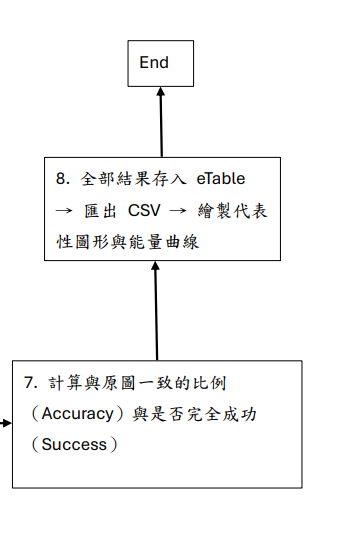 End
8. 全部結果存入 eTable
→ 匯出 CSV → 繪製代表
性圖形與能量曲線
7. 計算與原圖一致的比例
（Accuracy）與是否完全成功
（Success）